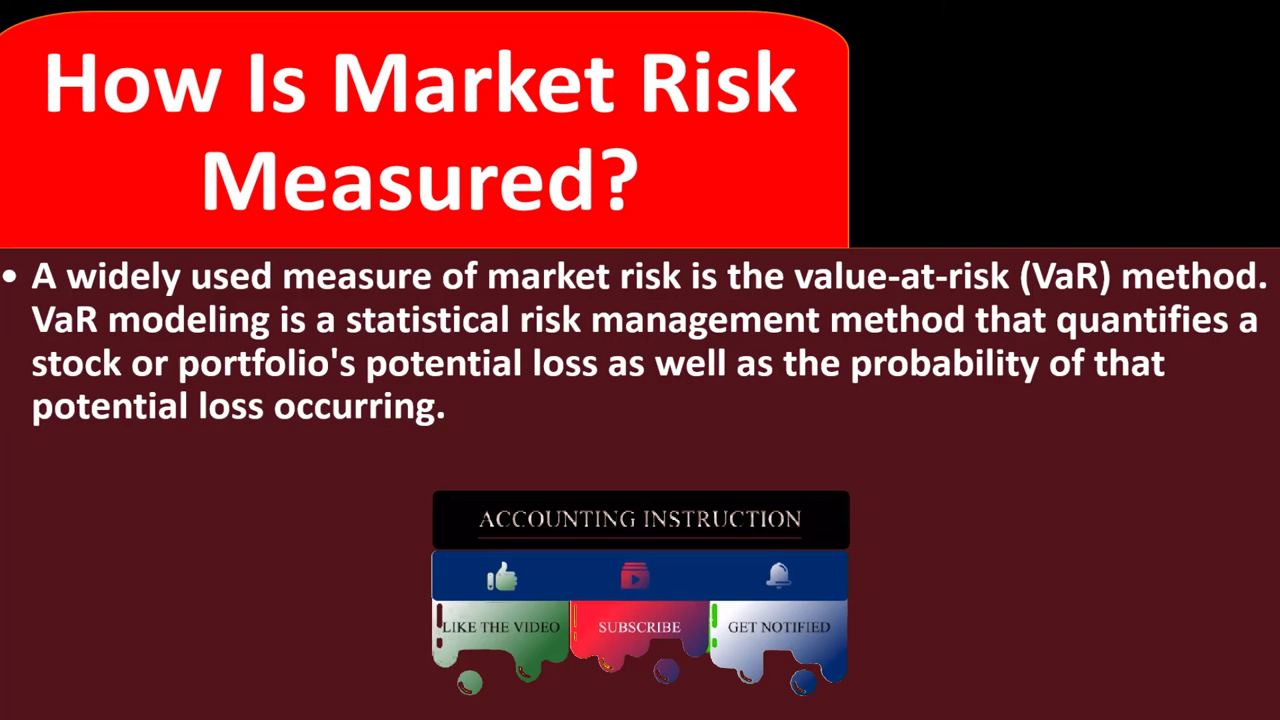 How Is Market Risk
Measured?
• A widely used measure of market risk is the value-at-risk (VaR) method.
VaR modeling is a statistical risk management method that quantifies a
stock or portfolio's potential loss as well as the probability of that
potential loss occurring.
ACCOUNTING INSTRUCTION
LIKE THE VIDEO SUBSCRIBE GET NOTIFIED